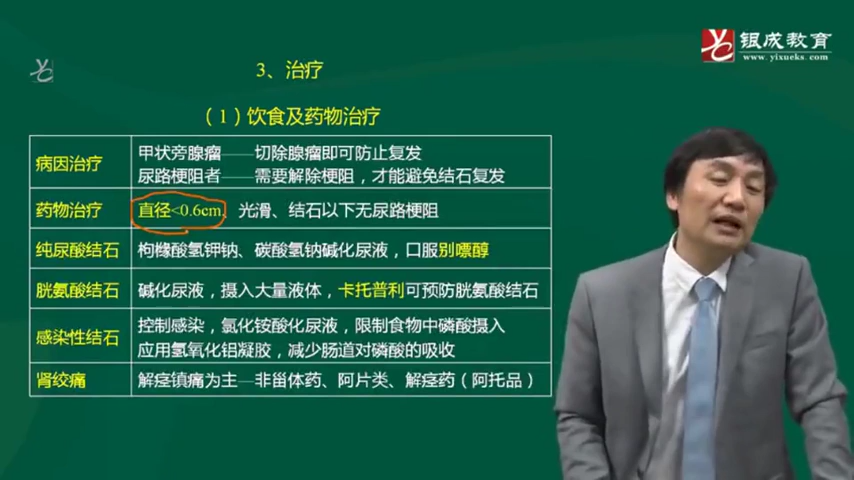 银成教育
www.yixueks.com
3、治疗
（1）饮食及药物治疗
病因治疗
甲状旁腺瘤——切除腺瘤即可防止复发
尿路梗阻者——需要解除梗阻，才能避免结石复发
药物治疗
直径<0.6cm、光滑、结石以下无尿路梗阻
纯尿酸结石
枸橼酸氢钾钠、碳酸氢钠碱化尿液，口服别嘌醇
胱氨酸结石
碱化尿液，摄入大量液体，卡托普利可预防胱氨酸结石
感染性结石
控制感染，氯化铵酸化尿液，限制食物中磷酸摄入
应用氢氧化铝凝胶，减少肠道对磷酸的吸收
肾绞痛
解痉镇痛为主—非甾体药、阿片类、解痉药（阿托品）